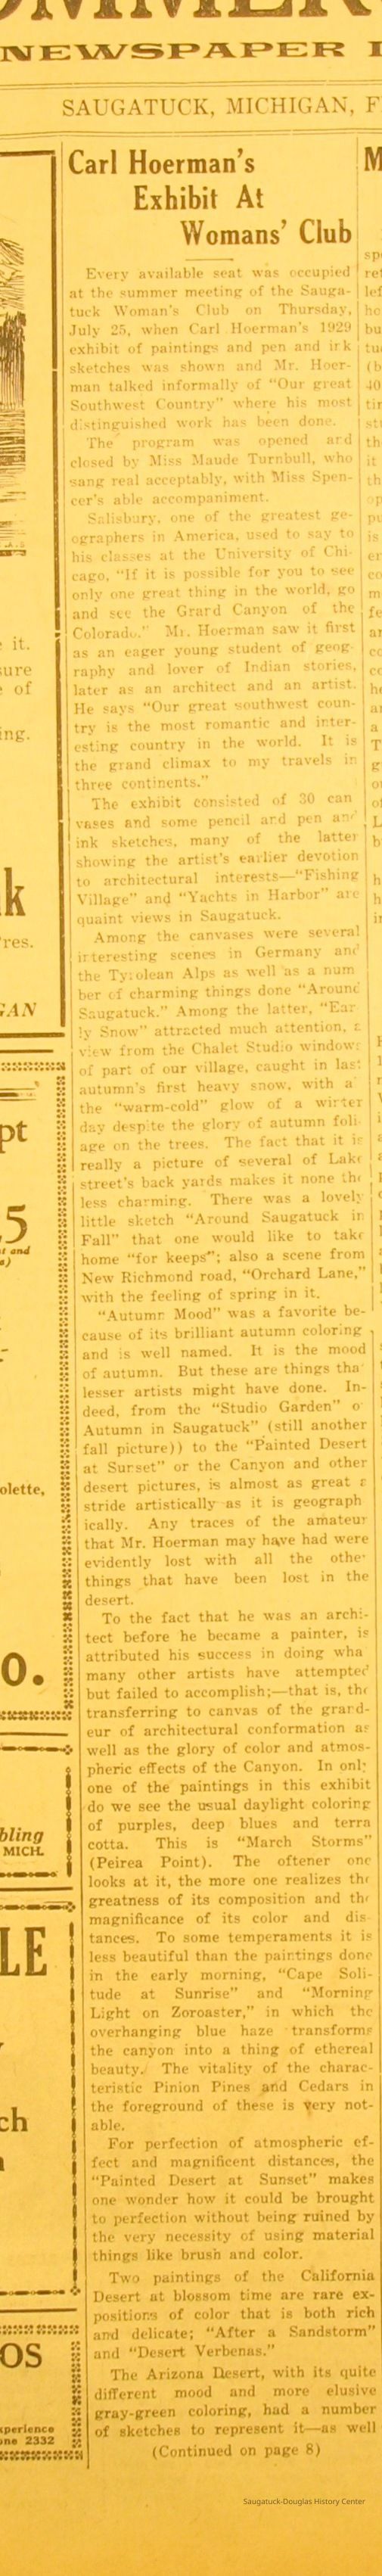 NEWSPAPER
SAUGATUCK, MICHIGAN, F
Carl Hoerman's
Exhibit At
Womans' Club
Every available seat was occupied
at the summer meeting of the Sauga-
tuck Woman's Club on Thursday,
July 25, when Carl Hoerman's 1929
exhibit of paintings and pen and irk
sketches was shown and Mr. Hoer-
man talked informally of "Our great
Southwest Country" where his most
distinguished work has been done.
The program was opened ard
closed by Miss Maude Turnbull, who
sang real acceptably, with Miss Spen-
cer's able accompaniment.
Salisbury, one of the greatest ge-
ographers in America, used to say to
his classes at the University of Chi-
cago, "If it is possible for you to see
only one great thing in the world, go
and see the Grard Canyon of the
Colorado." Mr. Hoerman saw it first
as an eager young student of geog-
raphy and lover of Indian stories,
later as an architect and an artist.
He says "Our great southwest coun-
try is the most romantic and inter-
esting country in the world. It is
the grand climax to my travels in
three continents."
The exhibit consisted of 30 can
vases and some pencil ard pen and
ink sketches, many of the latter
showing the artist's earlier devotion
to architectural interests—"Fishing
Village" and "Yachts in Harbor" are
quaint views in Saugatuck.
Among the canvases were several
irteresting scenes in Germany and
the Tyrolean Alps as well as a num
ber of charming things done "Around
Saugatuck." Among the latter, "Ear
ly Snow" attracted much attention, a
view from the Chalet Studio windows
of part of our village, caught in last
autumn's first heavy snow, with a
the "warm-cold" glow of a wirter
day despite the glory of autumn foli
age on the trees. The fact that it is
really a picture of several of Lake
street's back yards makes it none the
less charming. There was a lovely
little sketch "Around Saugatuck in
Fall" that one would like to take
home "for keeps"; also a scene from
New Richmond road, "Orchard Lane,"
with the feeling of spring in it.
"Autumr Mood" was a favorite be-
cause of its brilliant autumn coloring
and is well named. It is the mood
of autumn. But these are things tha
lesser artists might have done. In-
deed, from the "Studio Garden" o
Autumn in Saugatuck" (still another
fall picture)) to the "Painted Desert
at Surset" or the Canyon and other
desert pictures, is almost as great a
stride artistically as it is geograph
ically. Any traces of the amateur
that Mr. Hoerman may have had were
evidently lost with all the othe
things that have been lost in the
desert.
To the fact that he was an archi-
tect before he became a painter, is
attributed his success in doing wha
many other artists have attempted
but failed to accomplish;—that is, the
transferring to canvas of the grard-
eur of architectural conformation as
well as the glory of color and atmos-
pheric effects of the Canyon. In only
one of the paintings in this exhibit
do we see the usual daylight coloring
of purples, deep blues and terra
cotta. This is "March Storms"
(Peirea Point). The oftener one
looks at it, the more one realizes the
greatness of its composition and the
magnificance of its color and dis-
tances. To some temperaments it is
less beautiful than the pairtings done
in the early morning, "Cape Soli-
tude at Sunrise" and "Morning
Light on Zoroaster," in which the
overhanging blue haze transforms
the canyon into a thing of ethereal
beauty. The vitality of the charac-
teristic Pinion Pines and Cedars in
the foreground of these is very not-
able.
For perfection of atmospheric ef-
fect and magnificent distances, the
"Painted Desert at Sunset" makes
one wonder how it could be brought
to perfection without being ruined by
the very necessity of using material
things like brush and color.
Two paintings of the California
Desert at blossom time are rare ex-
positions of color that is both rich
and delicate; "After a Sandstorm"
and "Desert Verbenas."
The Arizona Desert, with its quite
different mood and more elusive
gray-green coloring, had a number
of sketches to represent it—as well
(Continued on page 8)
Saugatuck-Douglas History Center